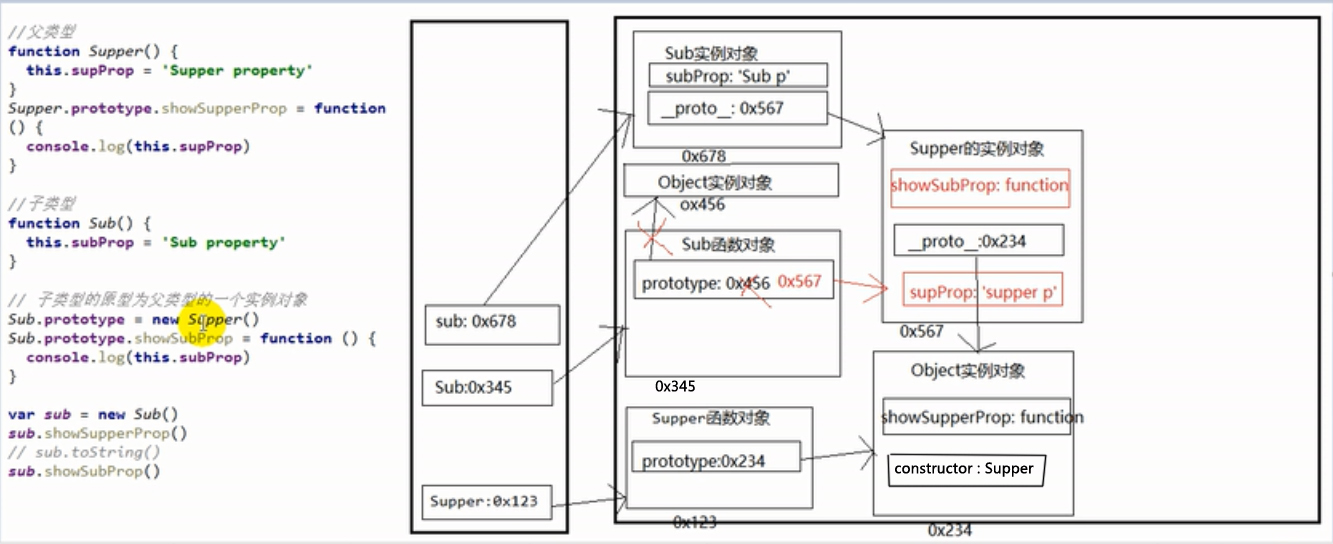 //父类型
function Supper() {
this.supProp = 'Supper property'
}
Supper.prototype.showSupperProp = function
() {
console.log(this.supProp)
}
//子类型
function Sub() {
this.subProp = 'Sub property'
}
// 子类型的原型为父类型的一个实例对象
Sub.prototype = new Supper()
Sub.prototype.showSubProp = function () {
console.log(this.subProp)
}
var sub = new Sub()
sub.showSupperProp()
// sub.toString()
sub.showSubProp()
sub: 0x678
Sub:0x345
Supper:0x123
Sub实例对象
subProp: 'Sub p'
__proto__: 0x567
0x678
Object实例对象
ox456
Sub函数对象
prototype: 0x456 0x567
0x345
Supper函数对象
prototype:0x234
0x123
Supper的实例对象
showSubProp: function
__proto__:0x234
supProp: 'supper p'
0x567
Object实例对象
showSupperProp: function
constructor : Supper
0x234